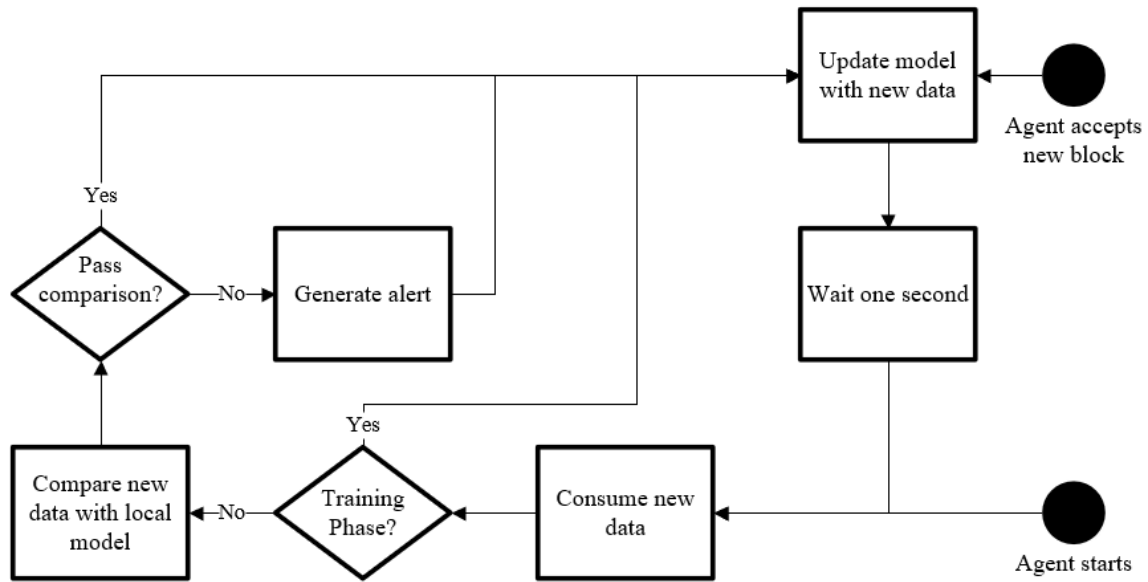 Update model
with new data
Agent accepts
new block
Yes
Pass
comparison?
No
Generate alert
Wait one second
Yes
Compare new
data with local
model
No
Training
Phase?
Consume new
data
Agent starts